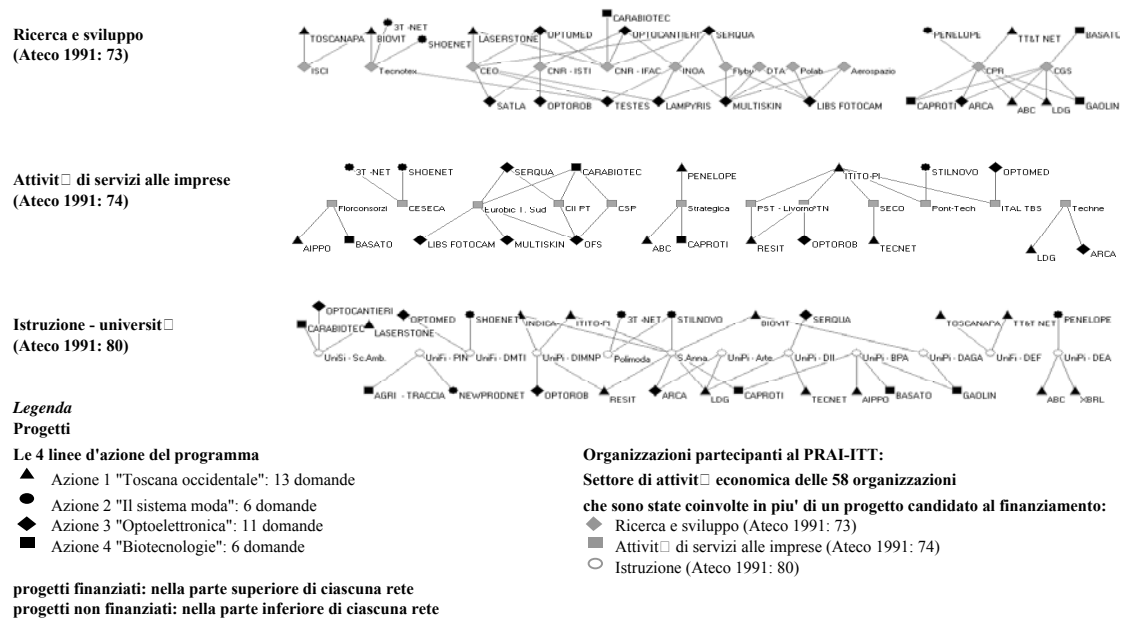 Ricerca e sviluppo
(Ateco 1991: 73)
CARABIOTEC
3T -NET
TOSCANAPA BIOVIT SHOENET LASERSTONE OPTOMED OPTOCANTIERI SERQUA PENELOPE TT&T NET BASATO
ISCI Tecnotex CEO CNR - ISTI CNR - IFAC INOA Flyby DTA Polab Aerospazio CPR CGS
SATLA OPTOROB TESTES LAMPYRIS MULTISKIN LIBS FOTOCAM CAPROTI ARCA ABC LDG GAOLIN
Attivit□ di servizi alle imprese
(Ateco 1991: 74)
3T -NET SHOENET SERQUA CARABIOTEC PENELOPE ITITO-PI STILNOVO OPTOMED
Florconsorzi CESECA Eurobic T. Sud CII PT CSP Strategica PST - Livorno TN SECO Pont-Tech ITAL TBS Techne
AIPPO BASATO LIBS FOTOCAM MULTISKIN OFS ABC CAPROTI RESIT OPTOROB TECNET LDG ARCA
Istruzione - universit□
(Ateco 1991: 80)
OPTOCANTIERI
CARABIOTEC LASERSTONE OPTOMED SHOENET INDICA ITITO-PI 3T -NET STILNOVO BIOVIT SERQUA TOSCANAPA TT&T NET PENELOPE
UniSi - Sc.Amb. UniFi - PIN UniFi - DMTI UniPi - DIMNP Polimoda S.Anna UniPi - Arte UniPi - DII UniPi - BPA UniPi - DAGA UniFi - DEF UniPi - DEA
AGRI - TRACCIA NEWPRODNET OPTOROB RESIT ARCA LDG CAPROTI TECNET AIPPO BASATO GAOLIN ABC XBRL
Legenda
Progetti
Le 4 linee d'azione del programma
Azione 1 "Toscana occidentale": 13 domande
Azione 2 "Il sistema moda": 6 domande
Azione 3 "Optoelettronica": 11 domande
Azione 4 "Biotecnologie": 6 domande
progetti finanziati: nella parte superiore di ciascuna rete
progetti non finanziati: nella parte inferiore di ciascuna rete
Organizzazioni partecipanti al PRAI-ITT:
Settore di attivit□ economica delle 58 organizzazioni
che sono state coinvolte in piu' di un progetto candidato al finanziamento:
Ricerca e sviluppo (Ateco 1991: 73)
Attivit□ di servizi alle imprese (Ateco 1991: 74)
Istruzione (Ateco 1991: 80)